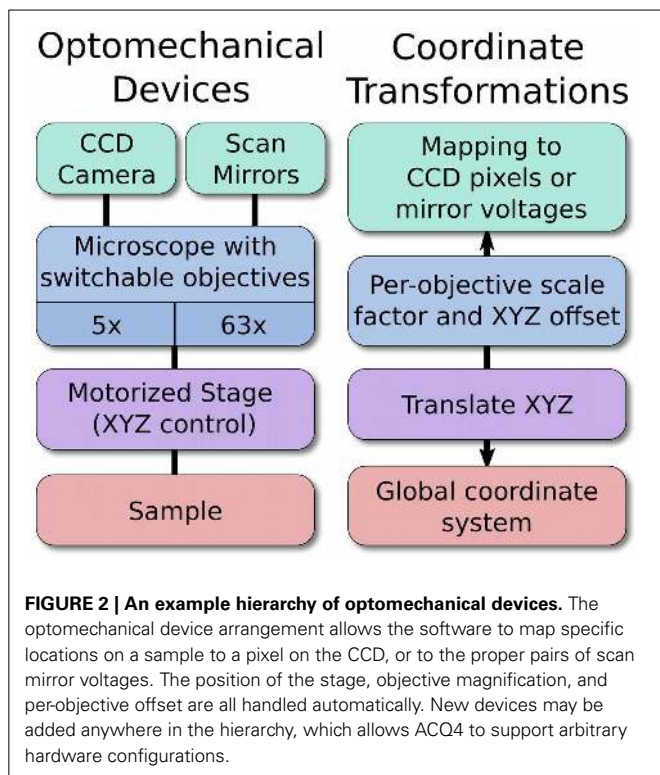 Optomechanical
Devices
CCD
Camera
Scan
Mirrors
Microscope with
switchable objectives
5x
63x
Motorized Stage
(XYZ control)
Sample
Coordinate
Transformations
Mapping to
CCD pixels or
mirror voltages
Per-objective scale
factor and XYZ offset
Translate XYZ
Global coordinate
system
FIGURE 2 | An example hierarchy of optomechanical devices. The
optomechanical device arrangement allows the software to map specific
locations on a sample to a pixel on the CCD, or to the proper pairs of scan
mirror voltages. The position of the stage, objective magnification, and
per-objective offset are all handled automatically. New devices may be
added anywhere in the hierarchy, which allows ACQ4 to support arbitrary
hardware configurations.